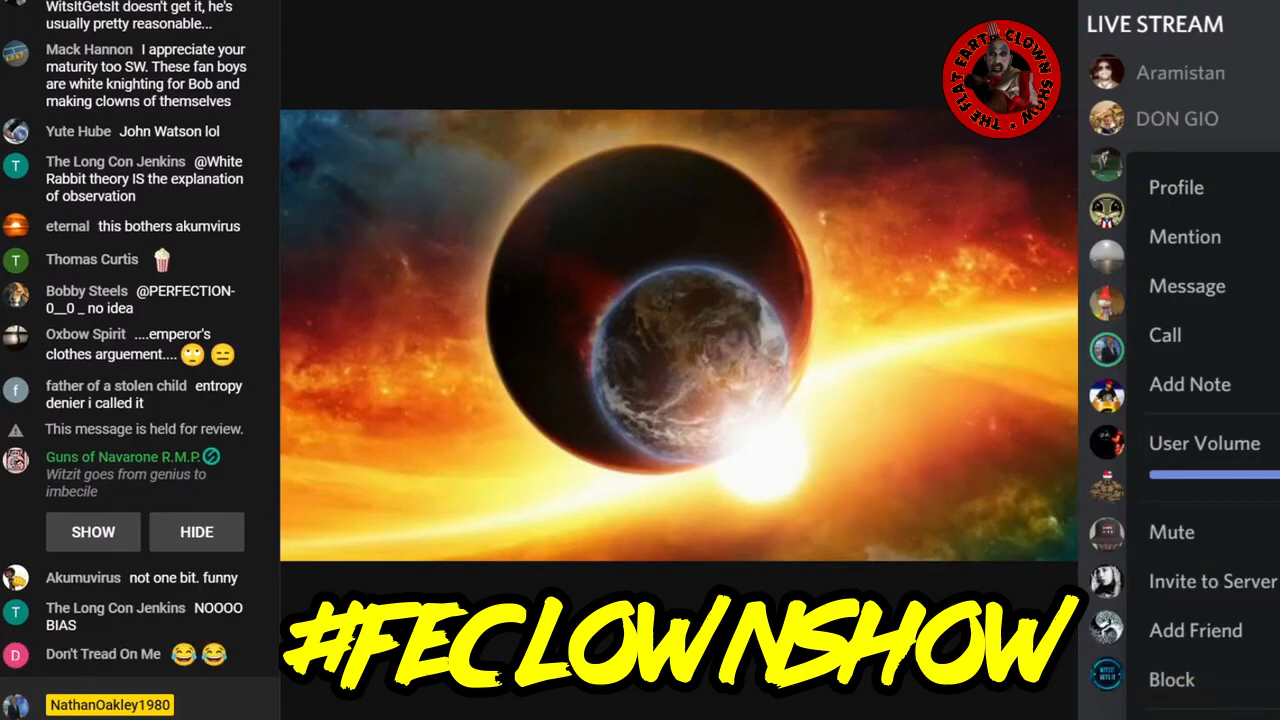 WitsItGetsIt doesn't get it, he's
usually pretty reasonable...
Mack Hannon I appreciate your
maturity too SW. These fan boys
are white knighting for Bob and
making clowns of themselves
Yute Hube John Watson lol
T The Long Con Jenkins @White
Rabbit theory IS the explanation
of observation
eternal this bothers akumvirus
T Thomas Curtis 🍿
Bobby Steels @PERFECTION-
0__0 _ no idea
Oxbow Spirit ....emperor's
clothes arguement.... 🙄 😑
f father of a stolen child entropy
denier i called it
This message is held for review.
Guns of Navarone R.M.P.
Witzit goes from genius to
imbecile
SHOW HIDE
Akumuvirus not one bit. funny
T The Long Con Jenkins NOOOO
BIAS
D Don't Tread On Me 😂 😂
NathanOakley1980
THE FLAT EARTH CLOWN SHOW •
#FECLOWNSHOW
LIVE STREAM
Aramistan
DON GIO
Profile
Mention
Message
Call
Add Note
User Volume
Mute
Invite to Server
Add Friend
Block
WITSIT
GETS IT